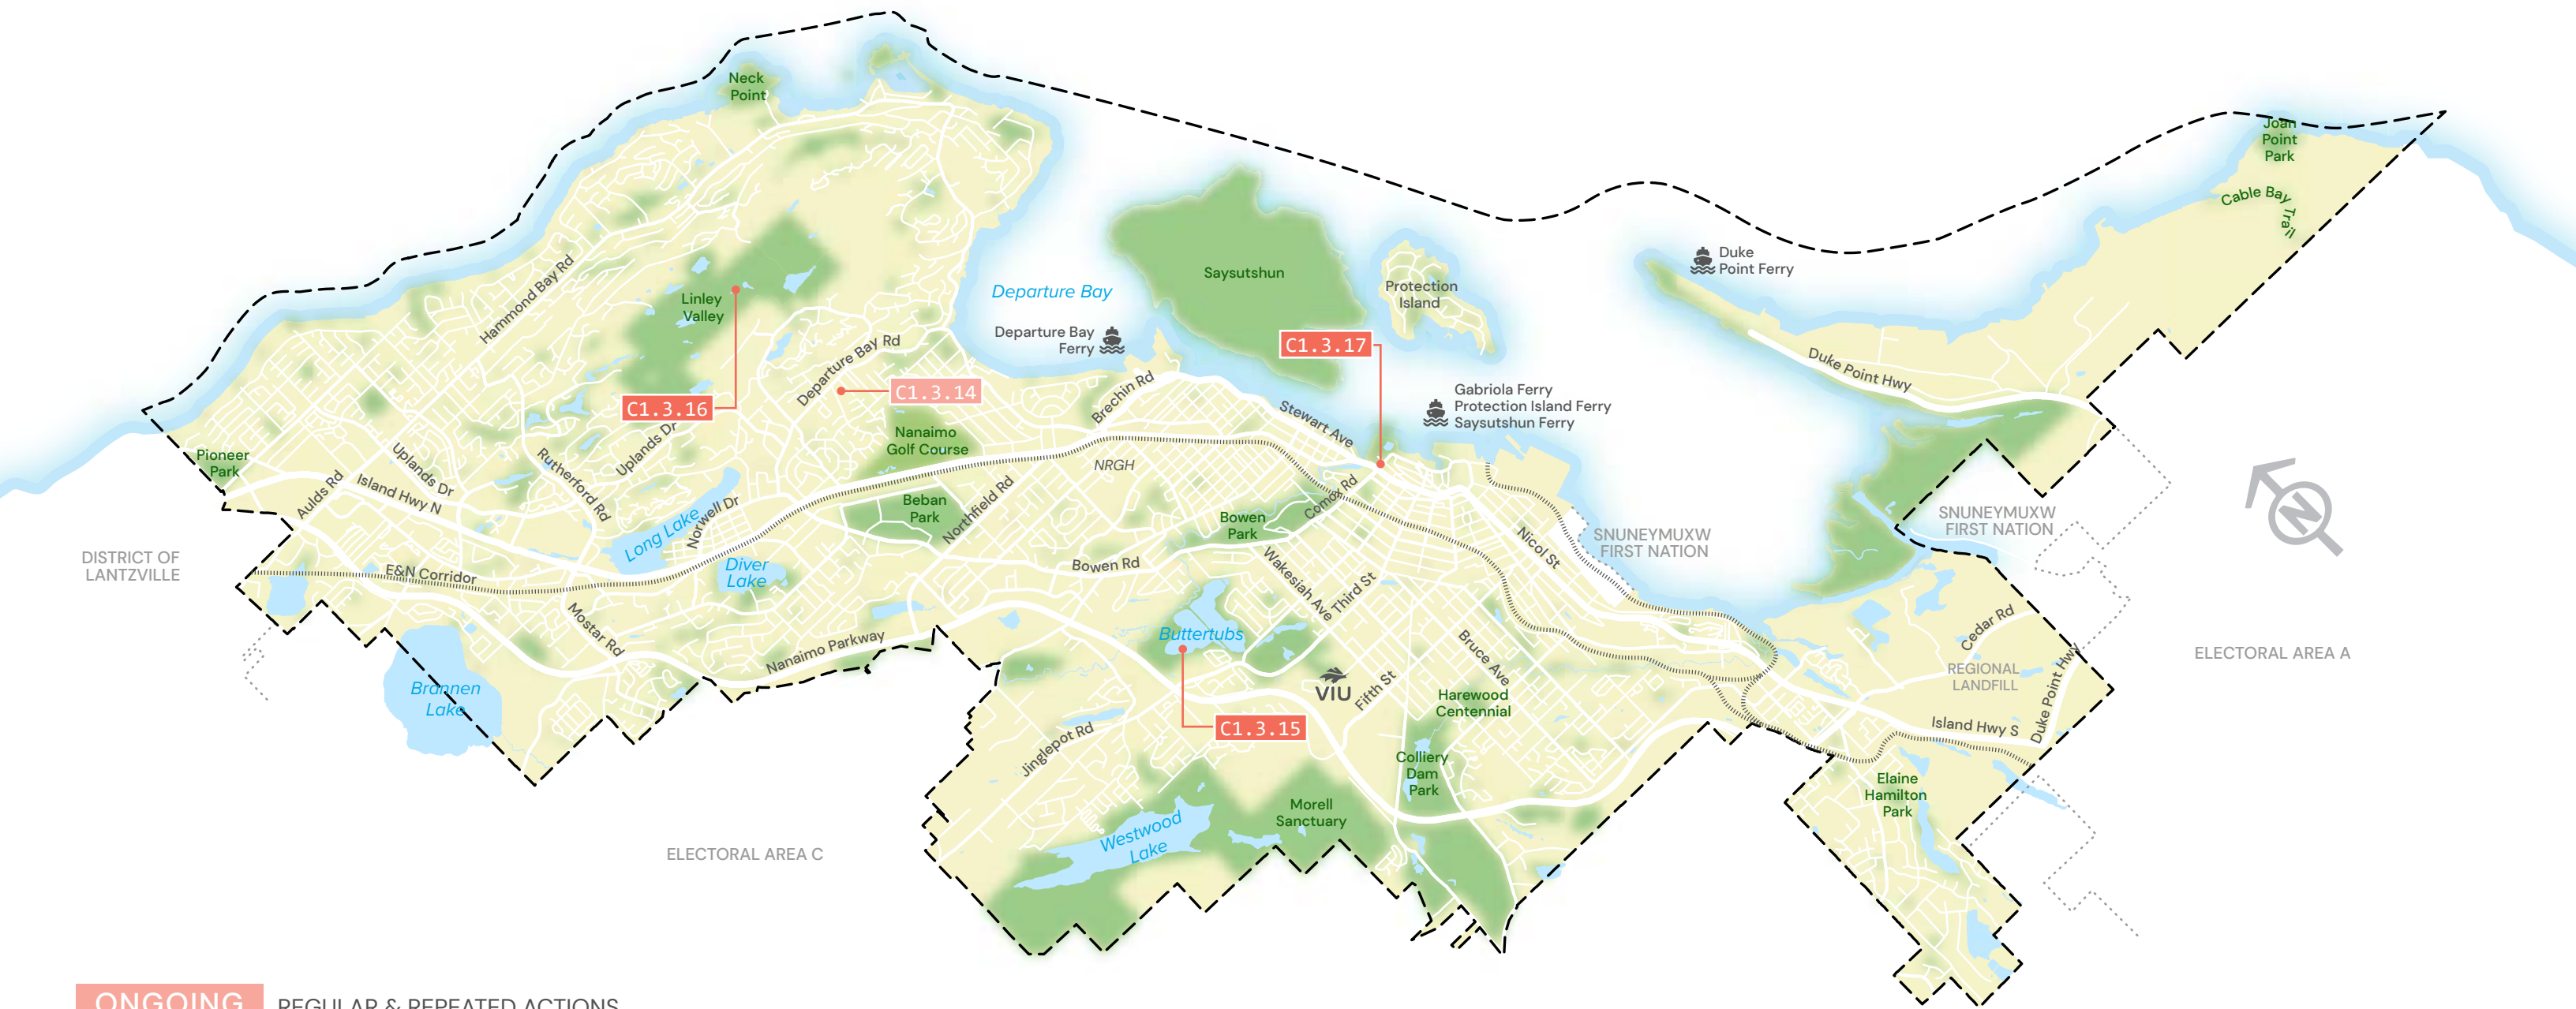 Neck
Point
Joan
Point
Park
Cable Bay Trail
Duke
Point Ferry
Saysutshun
Protection
Island
Departure Bay
Departure Bay
Ferry
Hammond Bay Rd
Linley
Valley
C1.3.17
Departure Bay Rd
C1.3.14
C1.3.16
Brechin Rd
Stewart Ave
Gabriola Ferry
Protection Island Ferry
Saysutshun Ferry
Duke Point Hwy
Nanaimo
Golf Course
NRGH
Pioneer
Park
Aulds Rd
Uplands Dr
Island Hwy N
Rutherford Rd
Uplands Dr
Long Lake
Norwell Dr
Beban
Park
Northfield Rd
Bowen
Park
Comox Rd
Nicol St
SNUNEYMUXW
FIRST NATION
SNUNEYMUXW
FIRST NATION
N
DISTRICT OF
LANTZVILLE
E&N Corridor
Diver
Lake
Bowen Rd
Wakesiah Ave
Third St
Mostar Rd
Nanaimo Parkway
Buttertubs
Bruce Ave
Cedar Rd
ELECTORAL AREA A
Brannen
Lake
VIU
Fifth St
Harewood
Centennial
REGIONAL
LANDFILL
Duke Point Hwy
Island Hwy S
C1.3.15
Jinglepot Rd
Colliery
Dam
Park
Elaine
Hamilton
Park
Morell
Sanctuary
Westwood
Lake
ELECTORAL AREA C
ONGOING REGULAR & REPEATED ACTIONS